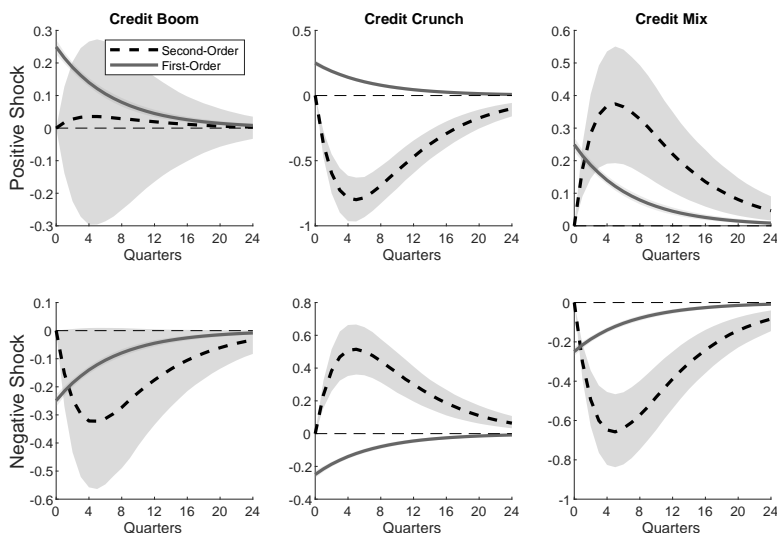 Credit Boom
Credit Crunch
Credit Mix
Second-Order
First-Order
Positive Shock
0.3
0.2
0.1
0
-0.1
-0.2
-0.3
0 4 8 12 16 20 24
Quarters
0.5
0
-0.5
-1
0 4 8 12 16 20 24
Quarters
0.6
0.5
0.4
0.3
0.2
0.1
0
0 4 8 12 16 20 24
Quarters
Negative Shock
0.1
0
-0.1
-0.2
-0.3
-0.4
-0.5
-0.6
0 4 8 12 16 20 24
Quarters
0.8
0.6
0.4
0.2
0
-0.2
-0.4
0 4 8 12 16 20 24
Quarters
0
-0.2
-0.4
-0.6
-0.8
-1
0 4 8 12 16 20 24
Quarters